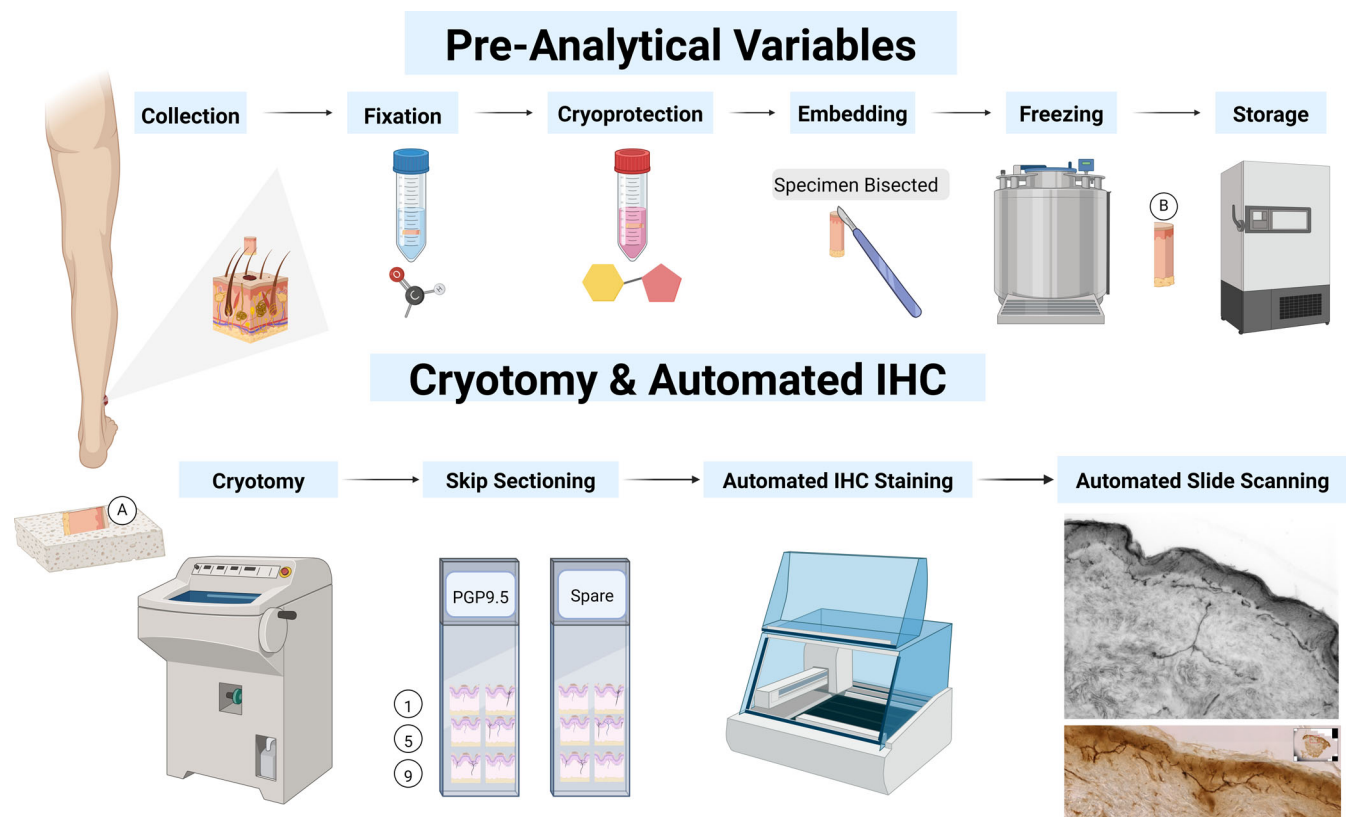 Pre-Analytical Variables
Collection
Fixation
Cryoprotection
Embedding
Freezing
Storage
Specimen Bisected
B
O
C
H
Cryotomy & Automated IHC
Cryotomy
Skip Sectioning
Automated IHC Staining
Automated Slide Scanning
A
PGP9.5
Spare
1
5
9